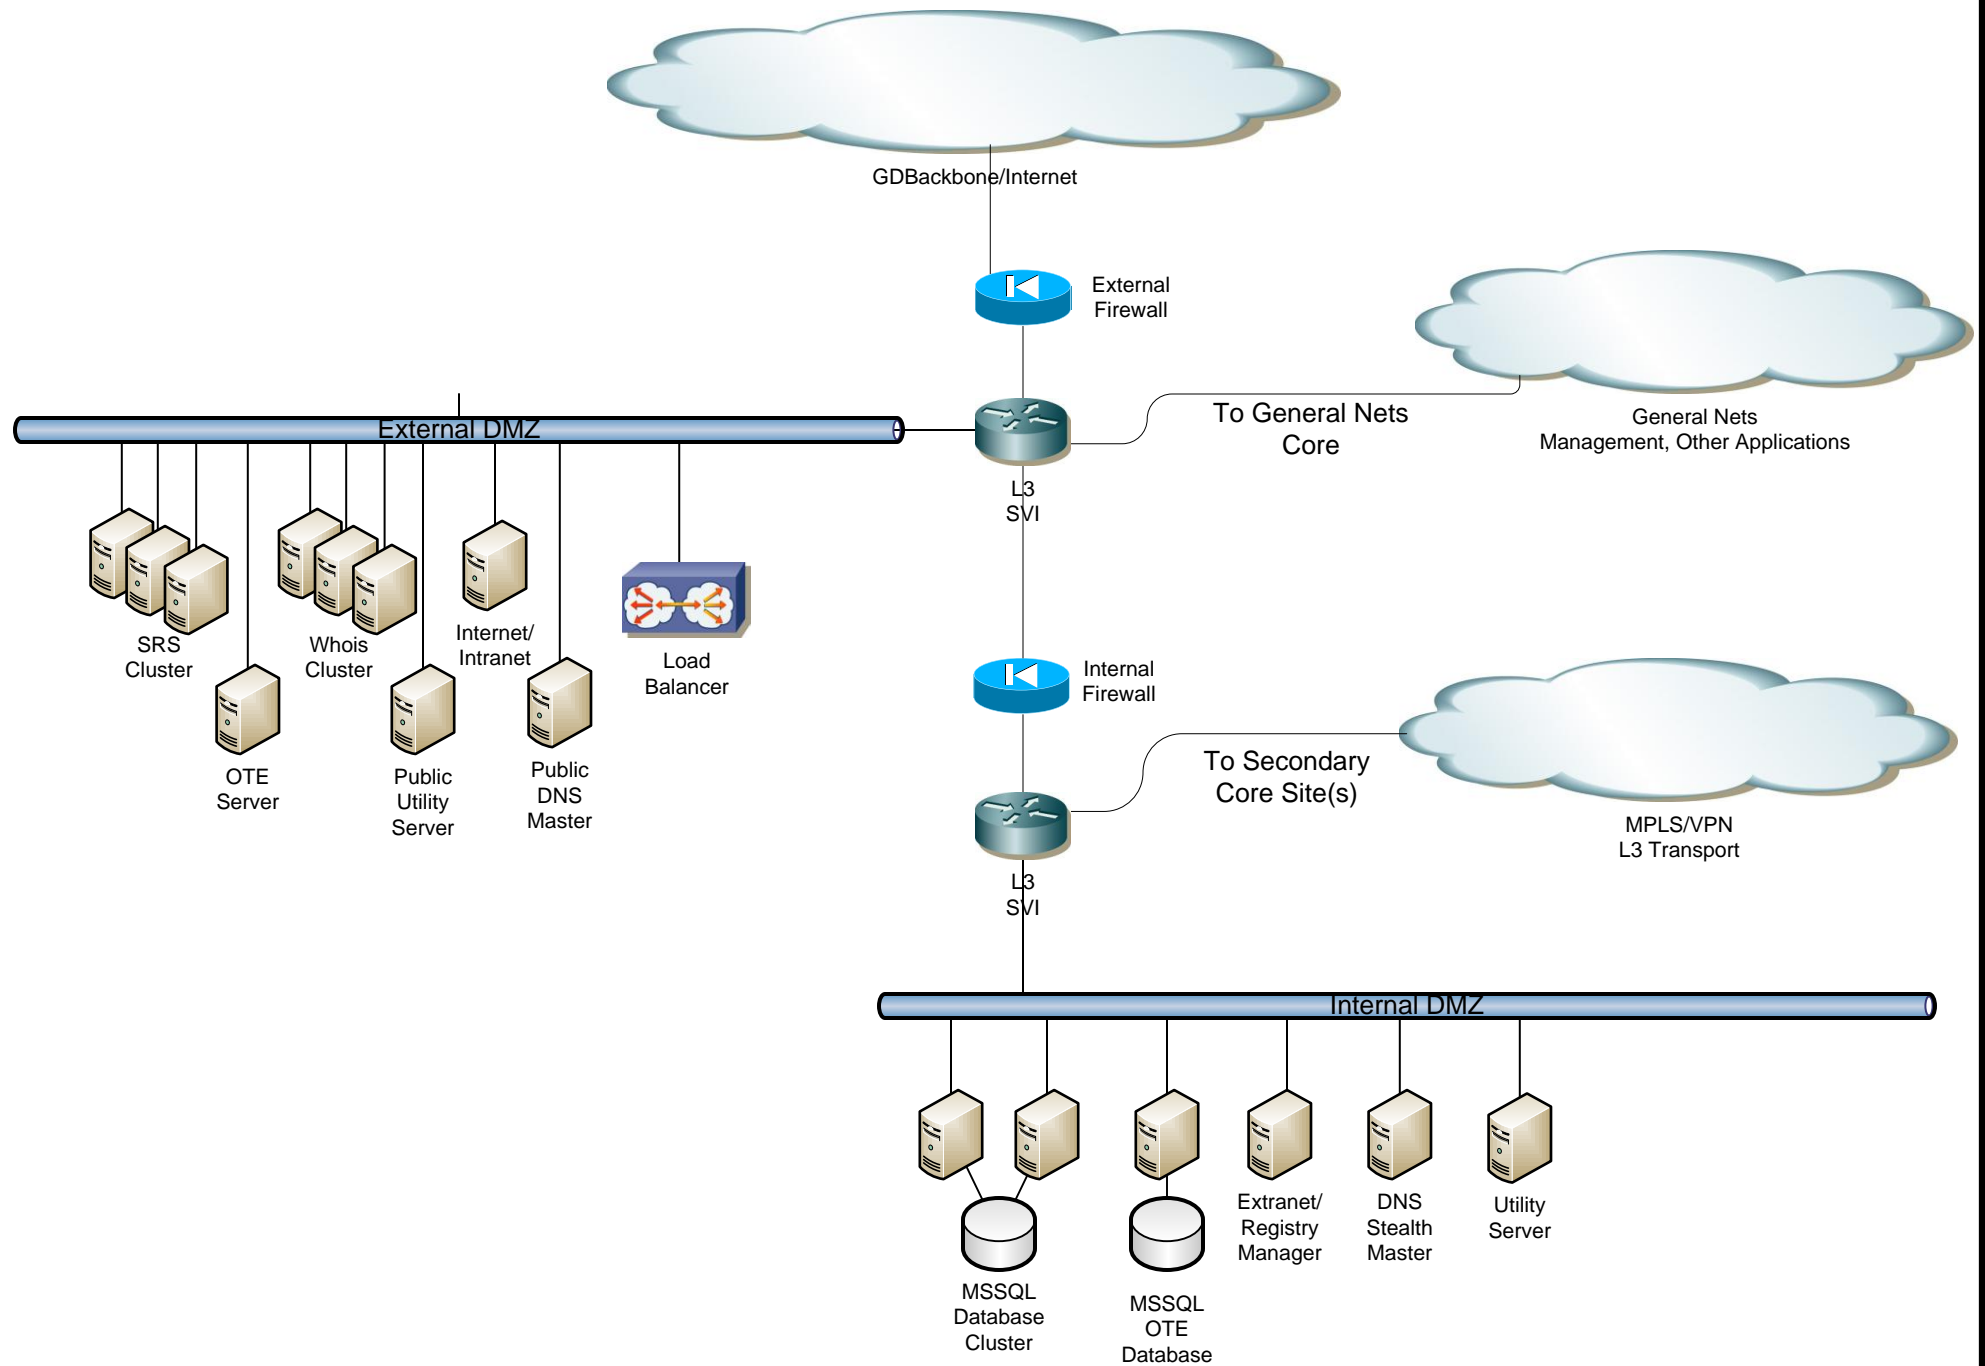 GDBackbone/Internet
External
Firewall
To General Nets
Core
General Nets
Management, Other Applications
External DMZ
L3
SVI
SRS
Cluster
Whois
Cluster
Internet/
Intranet
Load
Balancer
OTE
Server
Public
Utility
Server
Public
DNS
Master
Internal
Firewall
To Secondary
Core Site(s)
MPLS/VPN
L3 Transport
L3
SVI
Internal DMZ
MSSQL
Database
Cluster
MSSQL
OTE
Database
Extranet/
Registry
Manager
DNS
Stealth
Master
Utility
Server